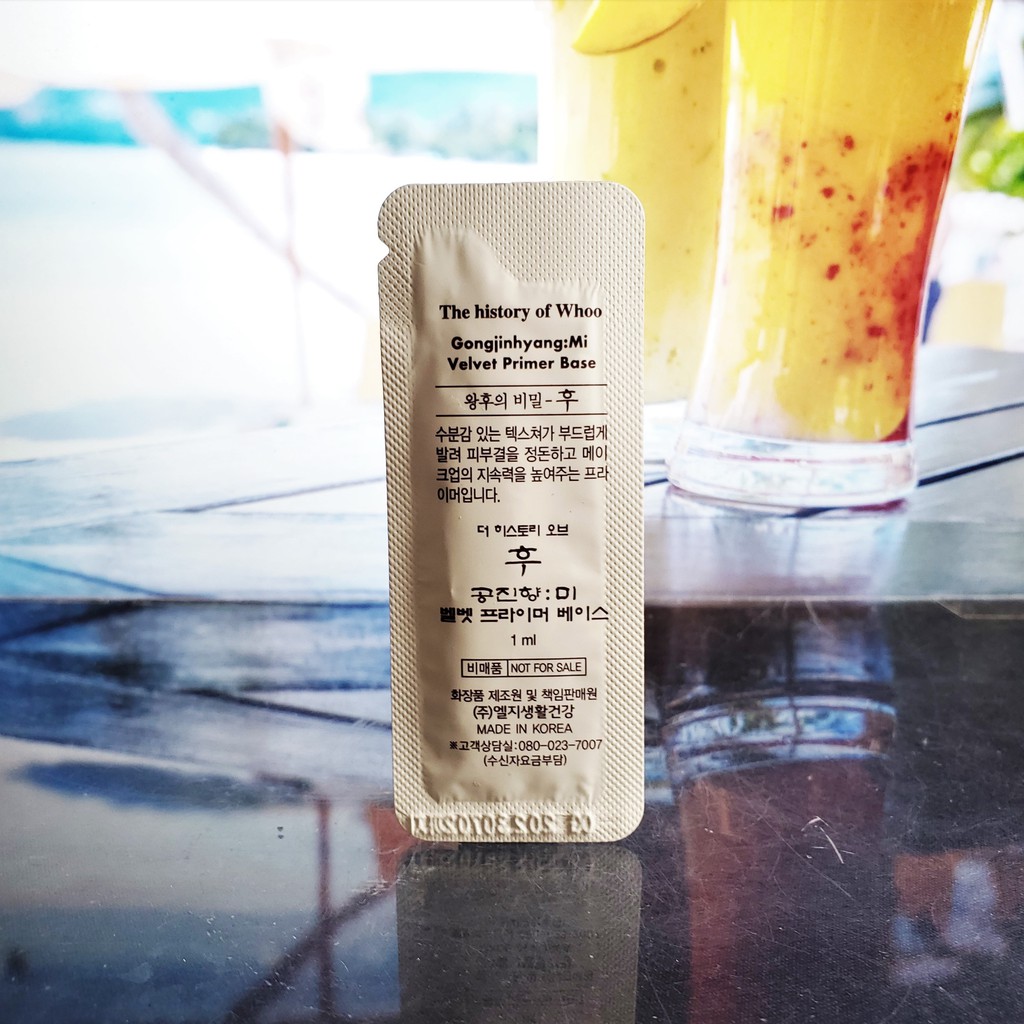 The history of Whoo
Gongjinhyang:Mi
Velvet Primer Base
왕후의 비밀-후
수분감 있는 텍스쳐가 부드럽게
발려 피부결을 정돈하고 메이
크업의 지속력을 높여주는 프라
이머입니다.
더 히스토리 오브
후
공진향:미
벨벳 프라이머 베이스
1 ml
비매품 NOT FOR SALE
화장품 제조원 및 책임판매원
(주)엘지생활건강
MADE IN KOREA
※고객상담실:080-023-7007
(수신자요금부담)